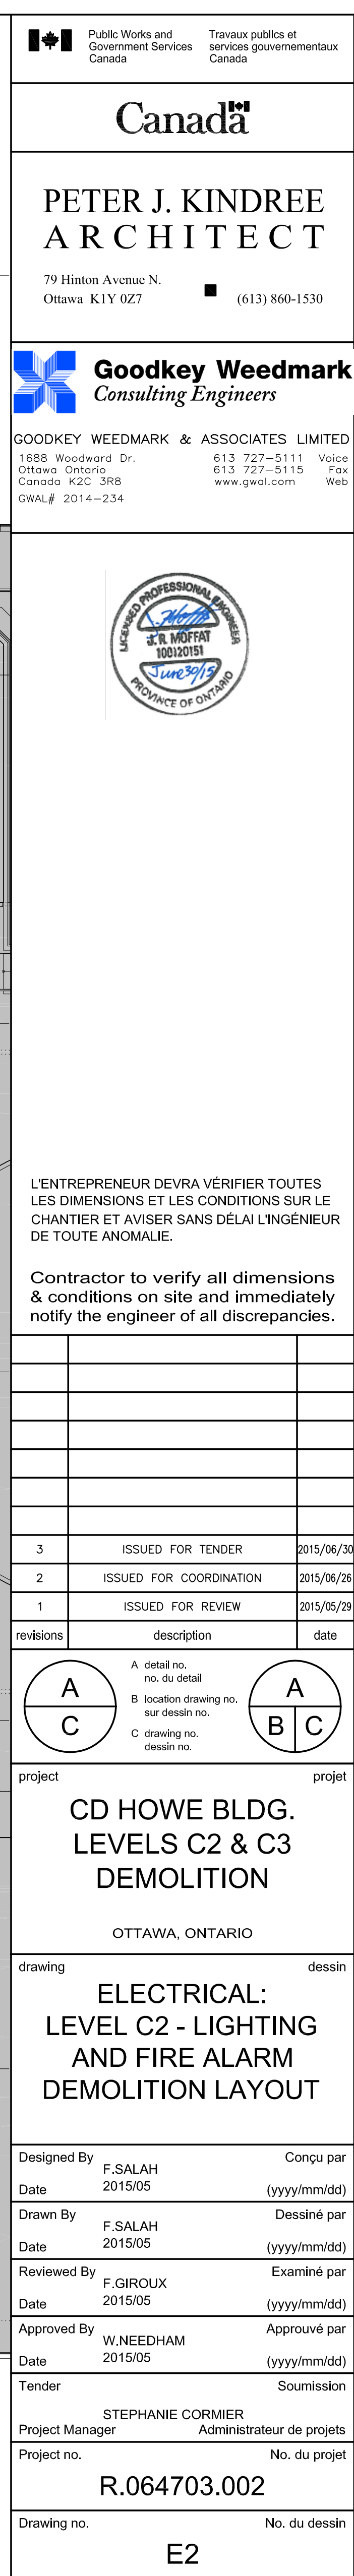 Public Works and Government Services Canada
Travaux publics et services gouvernementaux Canada
Canada
PETER J. KINDREE
ARCHITECT
79 Hinton Avenue N.
Ottawa K1Y 0Z7 (613) 860-1530
Goodkey Weedmark
Consulting Engineers
GOODKEY WEEDMARK & ASSOCIATES LIMITED
1688 Woodward Dr. 613 727-5111 Voice
Ottawa Ontario 613 727-5115 Fax
Canada K2C 3R8 www.gwal.com Web
GWAL# 2014-234
LICENSED PROFESSIONAL ENGINEER
J. R. MOFFAT
100120151
June 30/15
PROVINCE OF ONTARIO
L'ENTREPRENEUR DEVRA VÉRIFIER TOUTES
LES DIMENSIONS ET LES CONDITIONS SUR LE
CHANTIER ET AVISER SANS DÉLAI L'INGÉNIEUR
DE TOUTE ANOMALIE.
Contractor to verify all dimensions
& conditions on site and immediately
notify the engineer of all discrepancies.
3 ISSUED FOR TENDER 2015/06/30
2 ISSUED FOR COORDINATION 2015/06/26
1 ISSUED FOR REVIEW 2015/05/29
revisions description date
A
C
A detail no.
no. du detail
B location drawing no.
sur dessin no.
C drawing no.
dessin no.
A
B C
project projet
CD HOWE BLDG.
LEVELS C2 & C3
DEMOLITION
OTTAWA, ONTARIO
drawing dessin
ELECTRICAL:
LEVEL C2 - LIGHTING
AND FIRE ALARM
DEMOLITION LAYOUT
Designed By Conçu par
F.SALAH
Date 2015/05 (yyyy/mm/dd)
Drawn By Dessiné par
F.SALAH
Date 2015/05 (yyyy/mm/dd)
Reviewed By Examiné par
F.GIROUX
Date 2015/05 (yyyy/mm/dd)
Approved By Approuvé par
W.NEEDHAM
Date 2015/05 (yyyy/mm/dd)
Tender Soumission
STEPHANIE CORMIER
Project Manager Administrateur de projets
Project no. No. du projet
R.064703.002
Drawing no. No. du dessin
E2